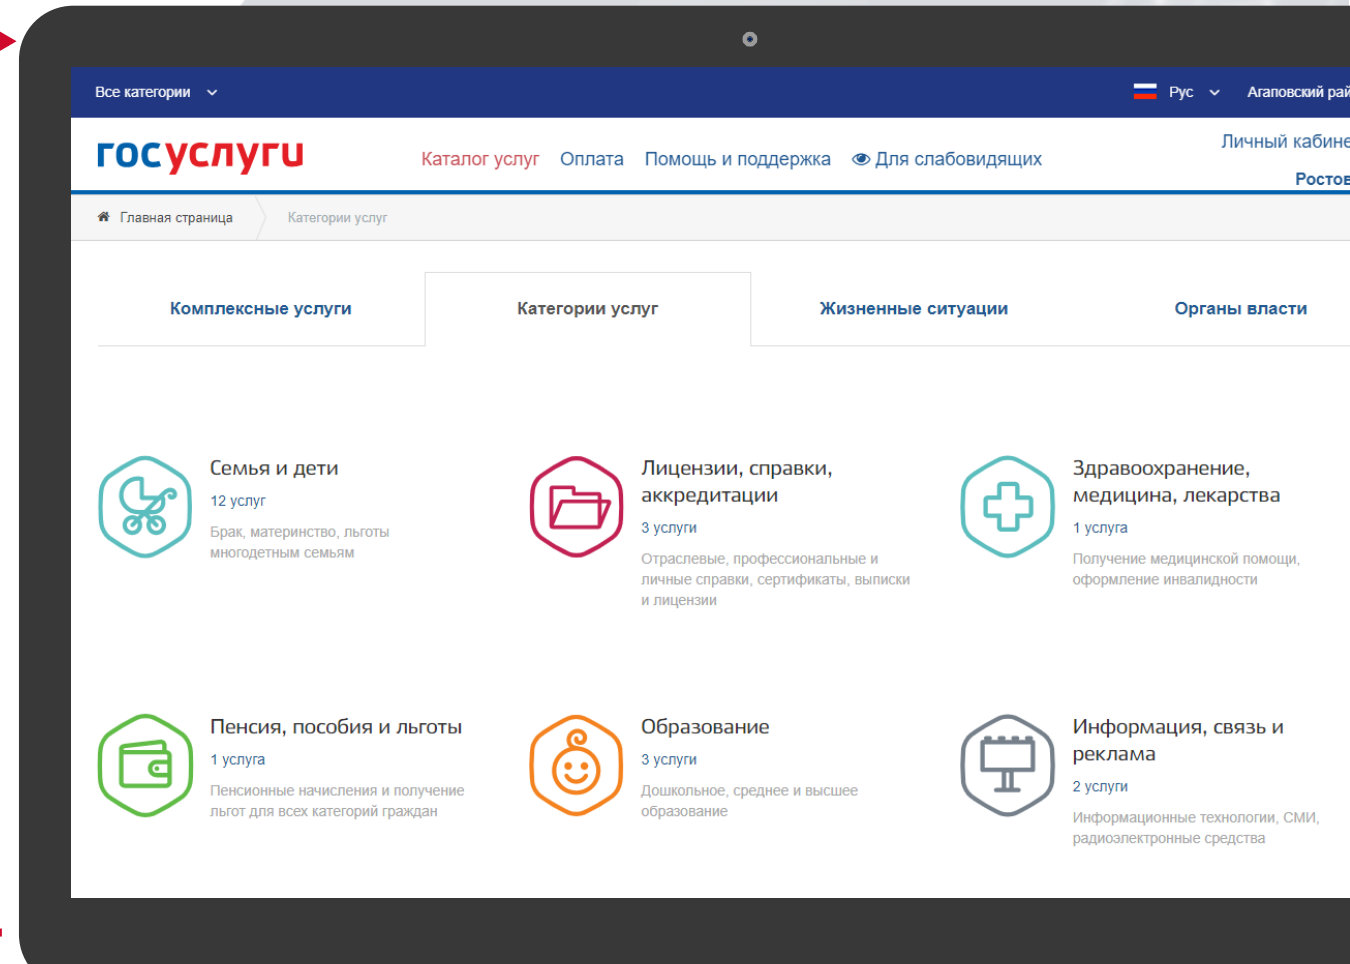 Все категории
Рус
Агаповский рай
госуслуги
Каталог услуг Оплата Помощь и поддержка Для слабовидящих
Личный кабине
Ростов
Главная страница
Категории услуг
Комплексные услуги
Категории услуг
Жизненные ситуации
Органы власти
Семья и дети
12 услуг
Брак, материнство, льготы
многодетным семьям
Лицензии, справки,
аккредитации
3 услуги
Отраслевые, профессиональные и
личные справки, сертификаты, выписки
и лицензии
Здравоохранение,
медицина, лекарства
1 услуга
Получение медицинской помощи,
оформление инвалидности
Пенсия, пособия и льготы
1 услуга
Пенсионные начисления и получение
льгот для всех категорий граждан
Образование
3 услуги
Дошкольное, среднее и высшее
образование
Информация, связь и
реклама
2 услуги
Информационные технологии, СМИ,
радиоэлектронные средства